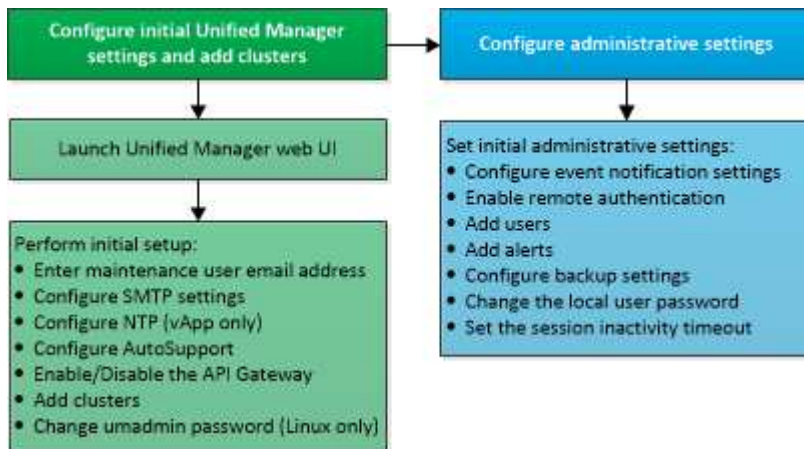 Configure initial Unified Manager
settings and add clusters
Configure administrative settings
Launch Unified Manager web UI
Perform initial setup:
• Enter maintenance user email address
• Configure SMTP settings
• Configure NTP (vApp only)
• Configure AutoSupport
• Enable/Disable the API Gateway
• Add clusters
• Change umadmin password (Linux only)
Set initial administrative settings:
• Configure event notification settings
• Enable remote authentication
• Add users
• Add alerts
• Configure backup settings
• Change the local user password
• Set the session inactivity timeout